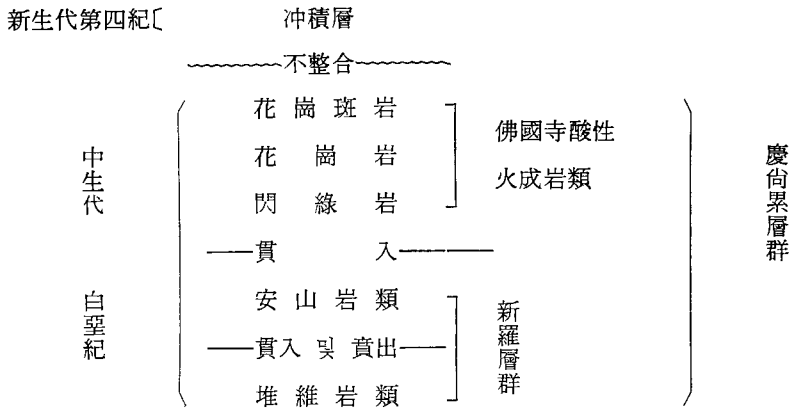 新生代第四紀〔 冲積層
不整合
花崗斑岩
花崗岩
閃綠岩
貫入
安山岩類
貫入 및 賁出
堆維岩類
佛國寺酸性
火成岩類
新羅層群
中生代
白堊紀
慶尙累層群